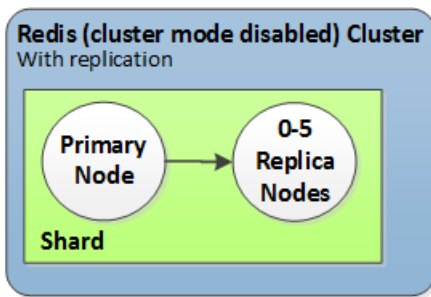 Redis (cluster mode disabled) Cluster
With replication
Primary
Node
0-5
Replica
Nodes
Shard